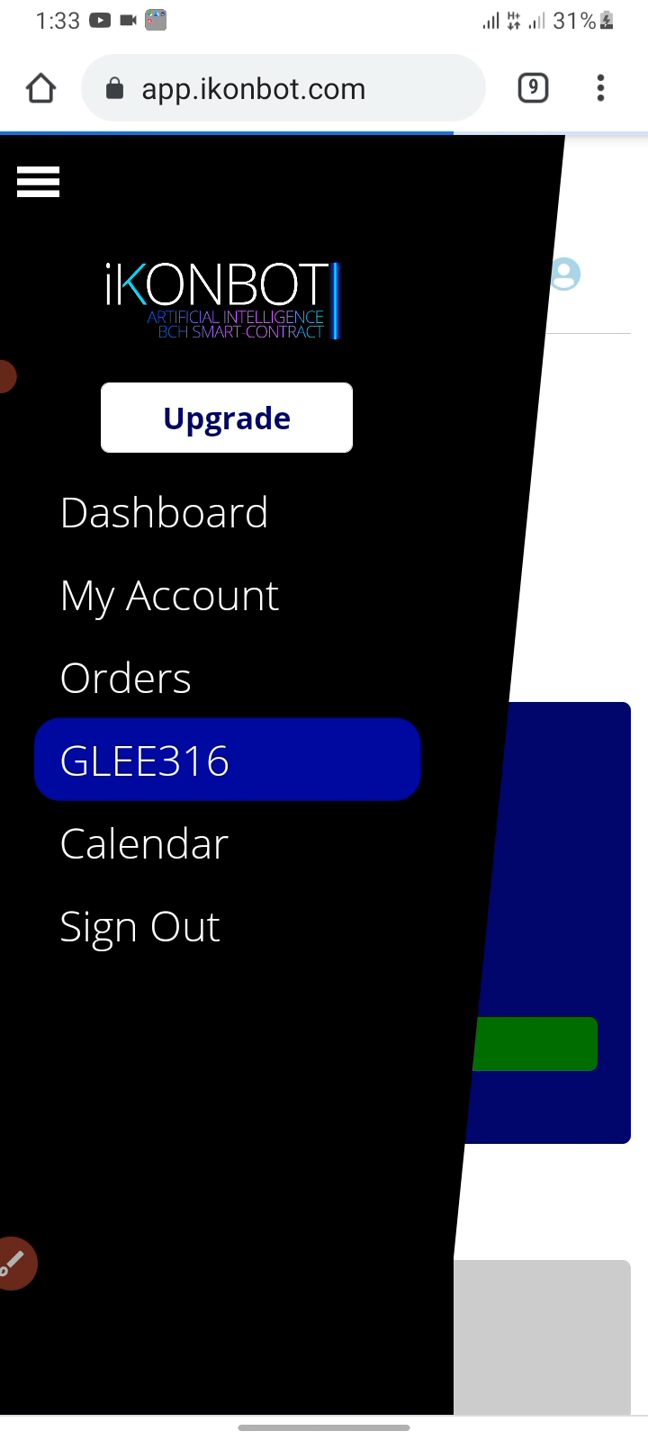 1:33
31%
app.ikonbot.com
9
iKONBOT
ARTIFICIAL INTELLIGENCE
BCH SMART-CONTRACT
Upgrade
Dashboard
My Account
Orders
GLEE316
Calendar
Sign Out